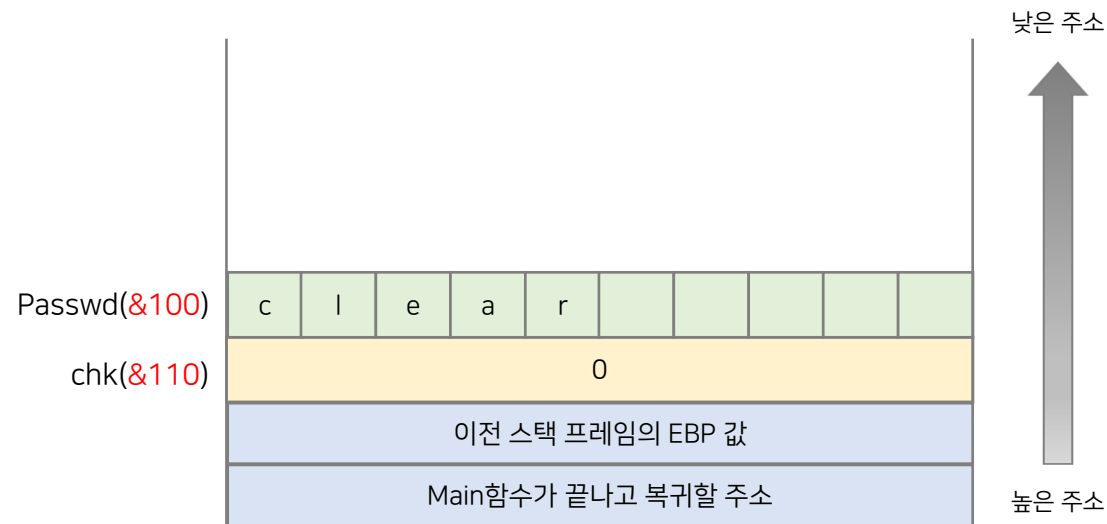 낮은 주소
Passwd(&100) c l e a r
chk(&110) 0
이전 스택 프레임의 EBP 값
Main함수가 끝나고 복귀할 주소
높은 주소